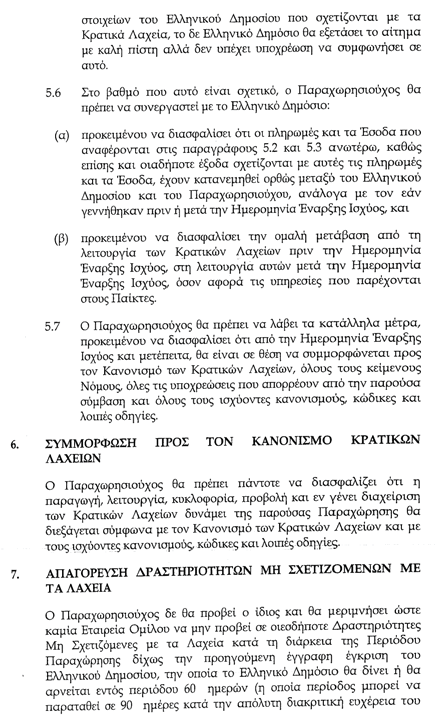 στοιχείων του Ελληνικού Δημοσίου που σχετίζονται με τα
Κρατικά Λαχεία, το δε Ελληνικό Δημόσιο θα εξετάσει το αίτημα
με καλή πίστη αλλά δεν υπέχει υποχρέωση να συμφωνήσει σε
αυτό.
5.6 Στο βαθμό που αυτό είναι σχετικό, ο Παραχωρησιούχος θα
πρέπει να συνεργαστεί με το Ελληνικό Δημόσιο:
(α) προκειμένου να διασφαλίσει ότι οι πληρωμές και τα Έσοδα που
αναφέρονται στις παραγράφους 5.2 και 5.3 ανωτέρω, καθώς
επίσης και οιαδήποτε έξοδα σχετίζονται με αυτές τις πληρωμές
και τα Έσοδα, έχουν κατανεμηθεί ορθώς μεταξύ του Ελληνικού
Δημοσίου και του Παραχωρησιούχου, ανάλογα με τον εάν
γεννήθηκαν πριν ή μετά την Ημερομηνία Έναρξης Ισχύος, και
(β) προκειμένου να διασφαλίσει την ομαλή μετάβαση από τη
λειτουργία των Κρατικών Λαχείων πριν την Ημερομηνία
Έναρξης Ισχύος, στη λειτουργία αυτών μετά την Ημερομηνία
Έναρξης Ισχύος, όσον αφορά τις υπηρεσίες που παρέχονται
στους Παίκτες.
5.7 Ο Παραχωρησιούχος θα πρέπει να λάβει τα κατάλληλα μέτρα,
προκειμένου να διασφαλίσει ότι από την Ημερομηνία Έναρξης
Ισχύος και μετέπειτα, θα είναι σε θέση να συμμορφώνεται προς
τον Κανονισμό των Κρατικών Λαχείων, όλους τους κείμενους
Νόμους, όλες τις υποχρεώσεις που απορρέουν από την παρούσα
σύμβαση και όλους τους ισχύοντες κανονισμούς, κώδικες και
λοιπές οδηγίες.
6. ΣΥΜΜΟΡΦΩΣΗ ΠΡΟΣ ΤΟΝ ΚΑΝΟΝΙΣΜΟ ΚΡΑΤΙΚΩΝ
ΛΑΧΕΙΩΝ
Ο Παραχωρησιούχος θα πρέπει πάντοτε να διασφαλίζει ότι η
παραγωγή, λειτουργία, κυκλοφορία, προβολή και εν γένει διαχείριση
των Κρατικών Λαχείων δυνάμει της παρούσας Παραχώρησης θα
διεξάγεται σύμφωνα με τον Κανονισμό των Κρατικών Λαχείων και με
τους ισχύοντες κανονισμούς, κώδικες και λοιπές οδηγίες.
7. ΑΠΑΓΟΡΕΥΣΗ ΔΡΑΣΤΗΡΙΟΤΗΤΩΝ ΜΗ ΣΧΕΤΙΖΟΜΕΝΩΝ ΜΕ
ΤΑ ΛΑΧΕΙΑ
Ο Παραχωρησιούχος δε θα προβεί ο ίδιος και θα μεριμνήσει ώστε
καμία Εταιρεία Ομίλου να μην προβεί σε οιεσδήποτε Δραστηριότητες
Μη Σχετιζόμενες με τα Λαχεία κατά τη διάρκεια της Περιόδου
Παραχώρησης δίχως την προηγούμενη έγγραφη έγκριση του
Ελληνικού Δημοσίου, την οποία το Ελληνικό Δημόσιο θα δίνει ή θα
αρνείται εντός περιόδου 60 ημερών (η οποία περίοδος μπορεί να
παραταθεί σε 90 ημέρες κατά την απόλυτη διακριτική ευχέρεια του